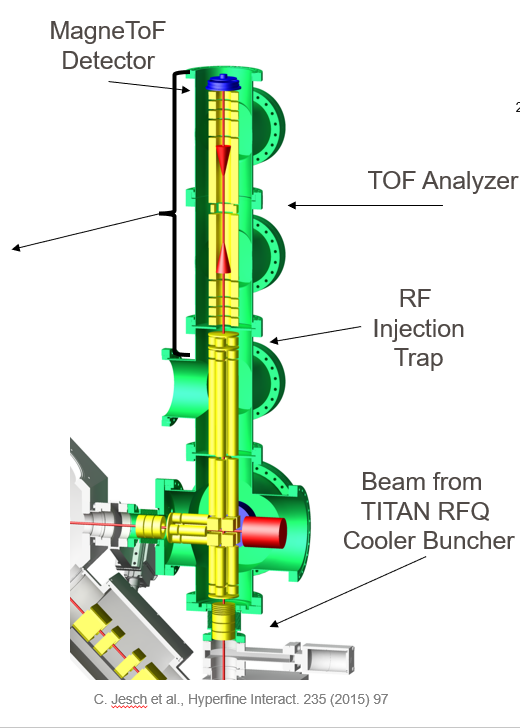 MagneToF
Detector
2
TOF Analyzer
RF
Injection
Trap
Beam from
TITAN RFQ
Cooler Buncher
C. Jesch et al., Hyperfine Interact. 235 (2015) 97